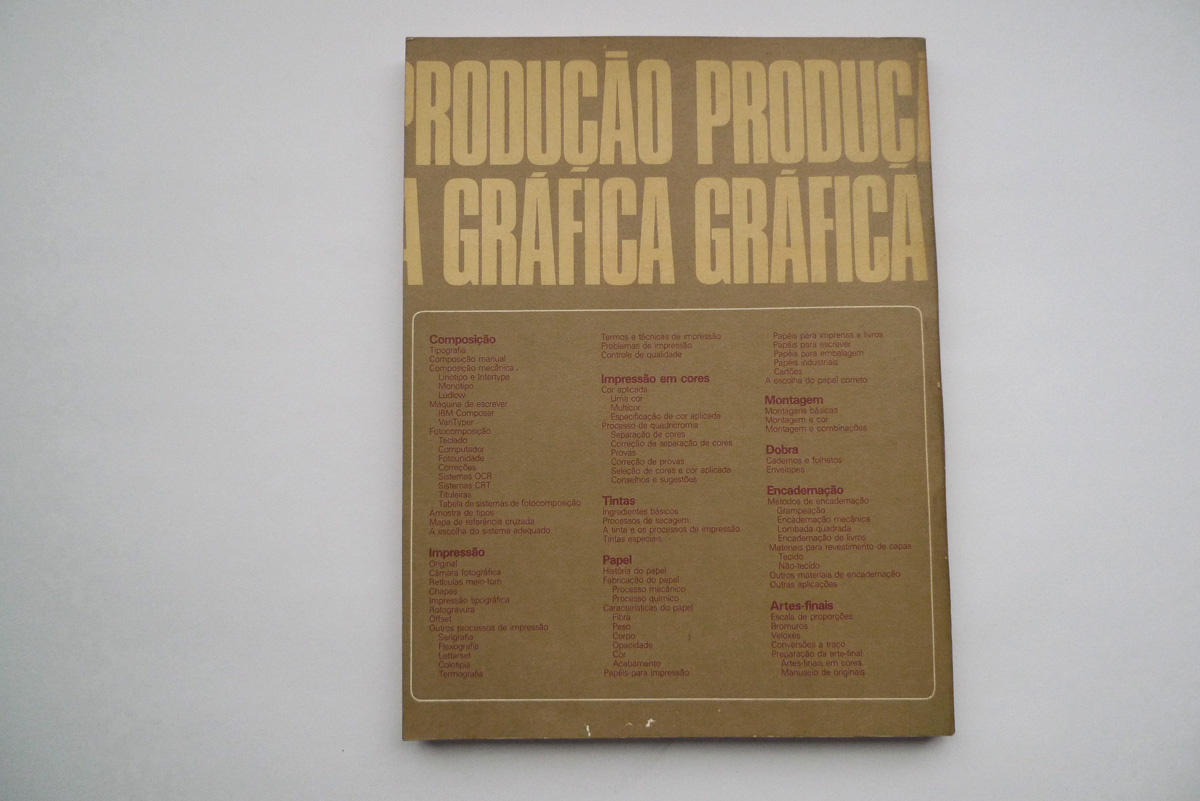 PRODUÇÃO PRODUÇÃ
A GRÁFICA GRÁFICA
Composição
Tipografia
Composição manual
Composição mecânica
Linotipo e Intertype
Monotipo
Ludlow
Máquina de escrever
IBM Composer
VariTyper
Fotocomposição
Teclado
Computador
Fotounidade
Correções
Sistemas OCR
Sistemas CRT
Tituleiras
Tabela de sistemas de fotocomposição
Amostra de tipos
Mapa de referência cruzada
A escolha do sistema adequado
Impressão
Original
Câmara fotográfica
Retículas meio-tom
Chapas
Impressão tipográfica
Rotogravura
Offset
Outros processos de impressão
Serigrafia
Flexografia
Letterset
Colotipia
Termografia
Termos e técnicas de impressão
Problemas de impressão
Controle de qualidade
Impressão em cores
Cor aplicada
Uma cor
Multicor
Especificação de cor aplicada
Processo de quadricromia
Separação de cores
Correção de separação de cores
Provas
Correção de provas
Seleção de cores e cor aplicada
Conselhos e sugestões
Tintas
Ingredientes básicos
Processos de secagem
A tinta e os processos de impressão
Tintas especiais
Papel
História do papel
Fabricação do papel
Processo mecânico
Processo químico
Características do papel
Fibra
Peso
Corpo
Opacidade
Cor
Acabamento
Papéis para impressão
Papéis para imprensa e livros
Papéis para escrever
Papéis para embalagem
Papéis industriais
Cartões
A escolha do papel correto
Montagem
Montagens básicas
Montagem e cor
Montagem e combinações
Dobra
Cadernos e folhetos
Envelopes
Encadernação
Métodos de encadernação
Grampeação
Encadernação mecânica
Lombada quadrada
Encadernação de livros
Materiais para revestimento de capas
Tecido
Não-tecido
Outros materiais de encadernação
Outras aplicações
Artes-finais
Escala de proporções
Bromuros
Veloxes
Conversões a traço
Preparação da arte-final
Artes-finais em cores
Manuseio de originais